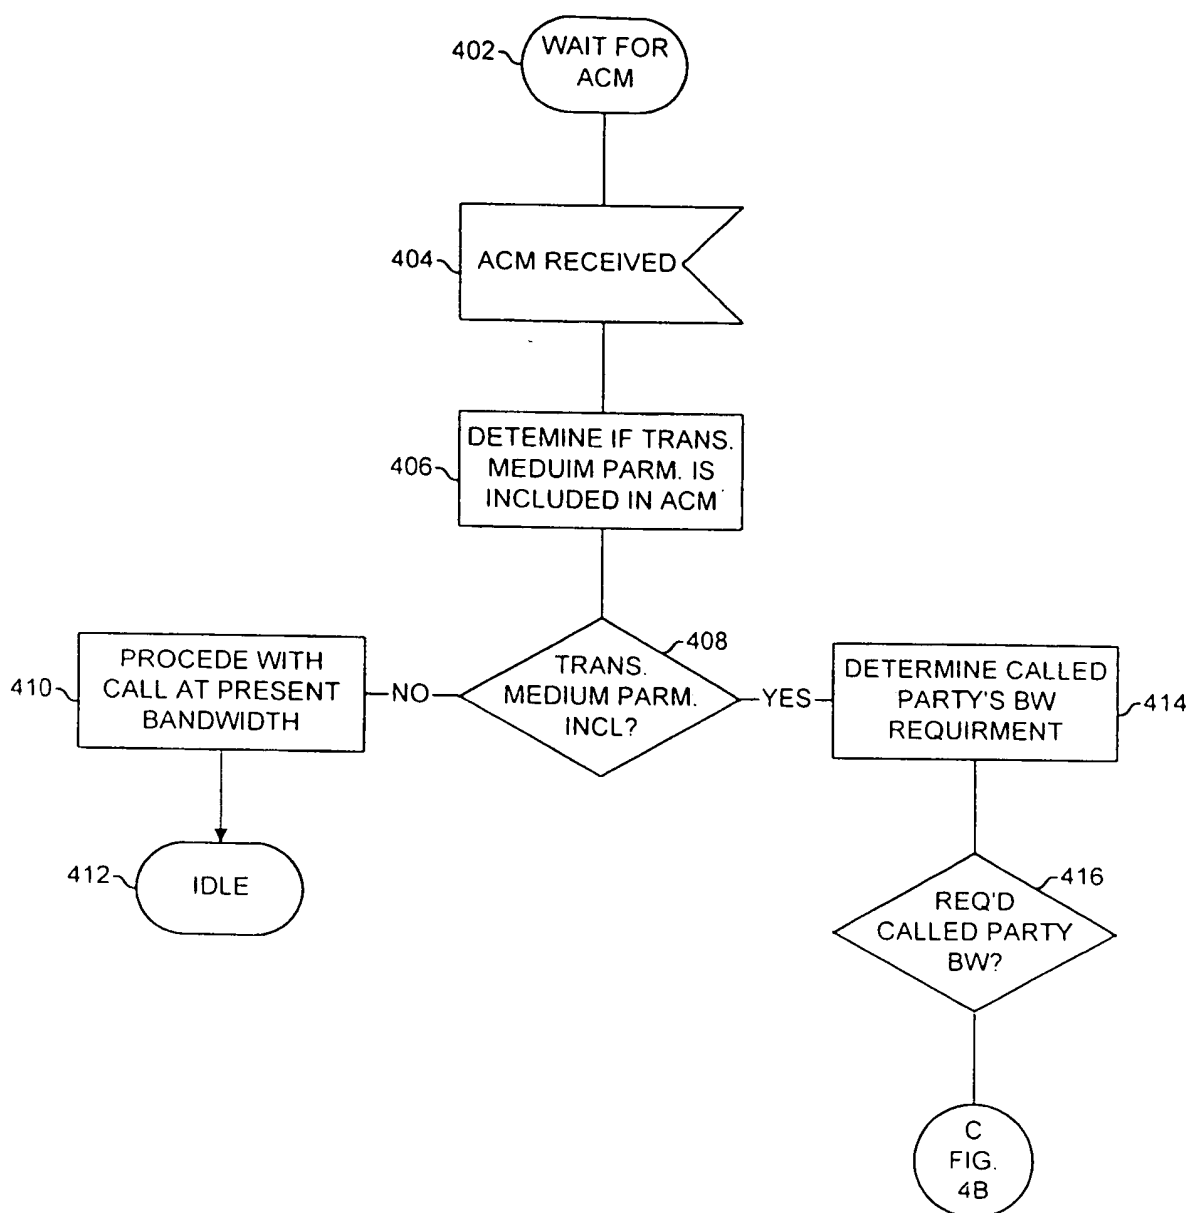 402
WAIT FOR
ACM
404
ACM RECEIVED
406
DETEMINE IF TRANS.
MEDUIM PARM. IS
INCLUDED IN ACM
408
TRANS.
MEDIUM PARM.
INCL?
NO
YES
410
PROCEDE WITH
CALL AT PRESENT
BANDWIDTH
412
IDLE
DETERMINE CALLED
PARTY'S BW
REQUIRMENT
414
416
REQ'D
CALLED PARTY
BW?
C
FIG.
4B